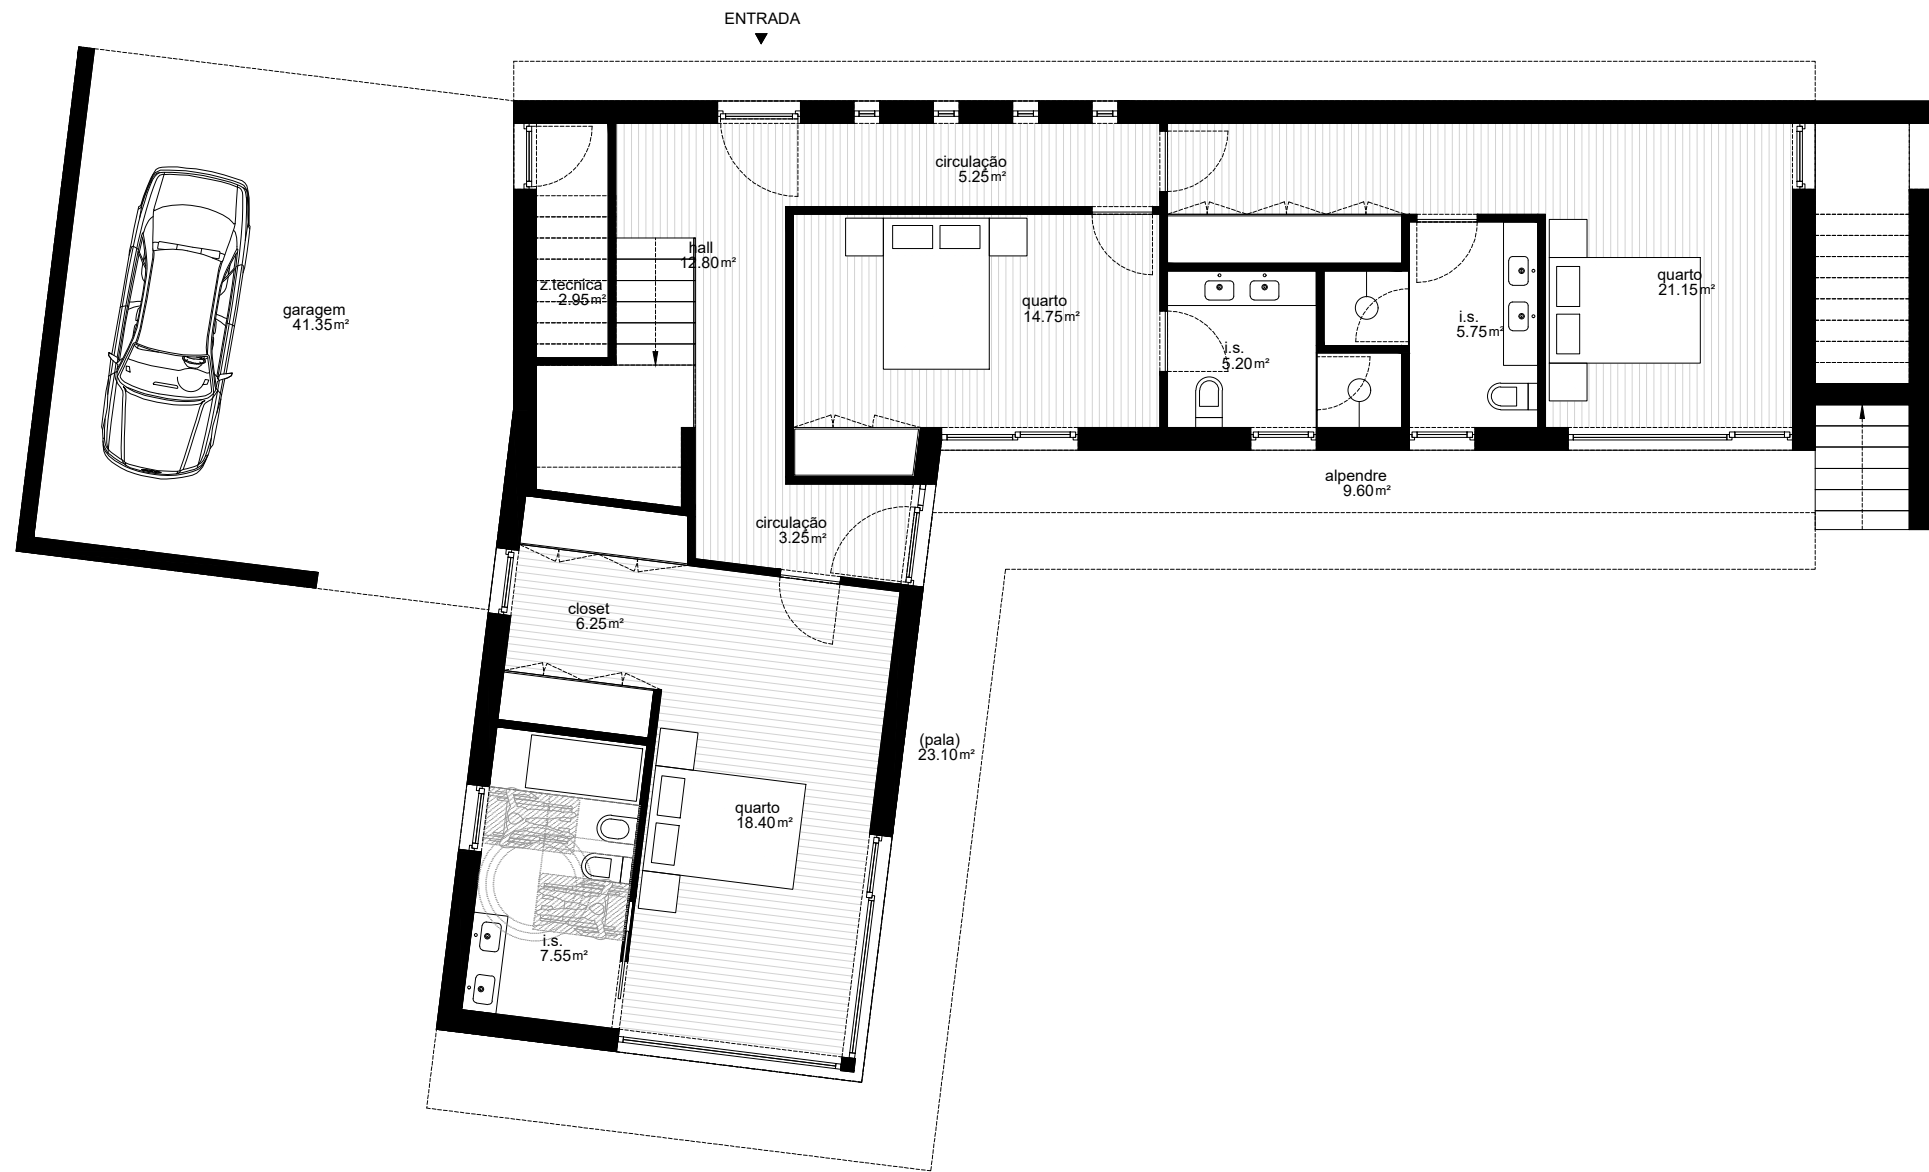 ENTRADA
circulação
5.25m²
hall
12.80m²
z.tecnica
2.95m²
garagem
41.35m²
quarto
14.75m²
i.s.
5.20m²
i.s.
5.75m²
quarto
21.15m²
alpendre
9.60m²
circulação
3.25m²
closet
6.25m²
(pala)
23.10m²
quarto
18.40m²
i.s.
7.55m²